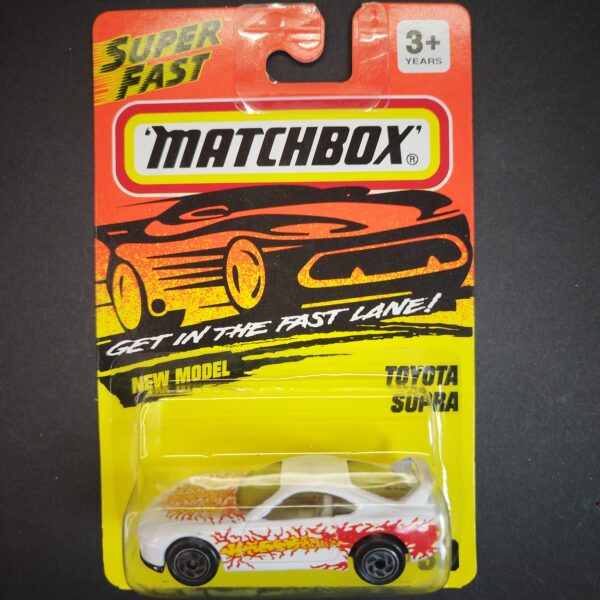 SUPER
FAST
3+
YEARS
'MATCHBOX'®
GET IN THE FAST LANE!
NEW MODEL
TOYOTA
SUPRA